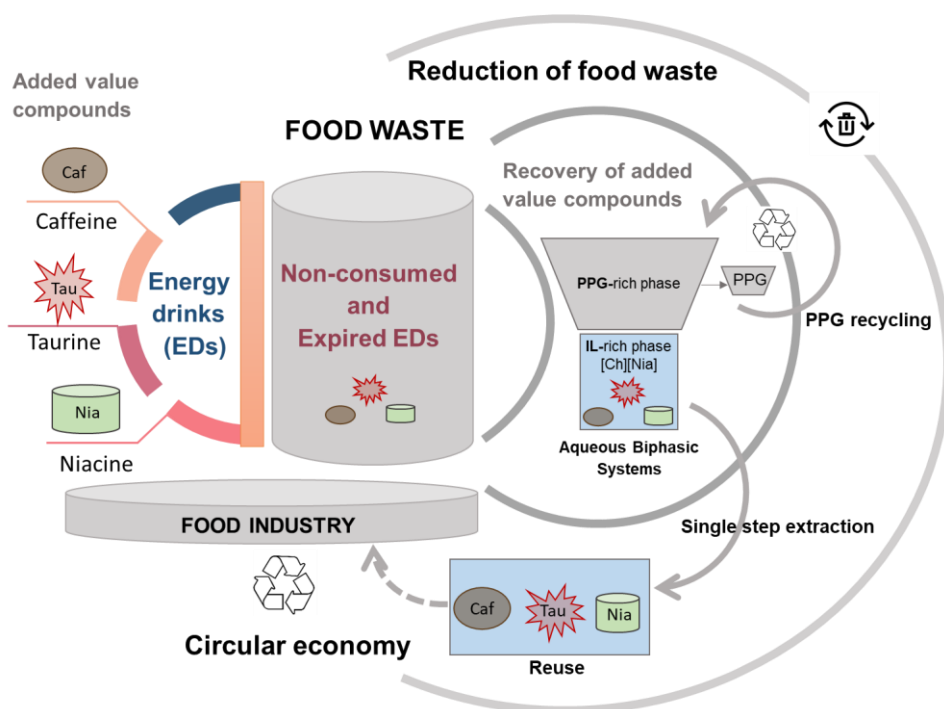 Reduction of food waste
Added value
compounds
FOOD WASTE
Caf
Caffeine
Tau
Taurine
Nia
Niacine
Energy
drinks
(EDs)
Non-consumed
and
Expired EDs
Recovery of added
value compounds
PPG-rich phase
PPG
PPG recycling
IL-rich phase
[Ch][Nia]
Aqueous Biphasic
Systems
Single step extraction
FOOD INDUSTRY
Circular economy
Caf
Tau
Nia
Reuse